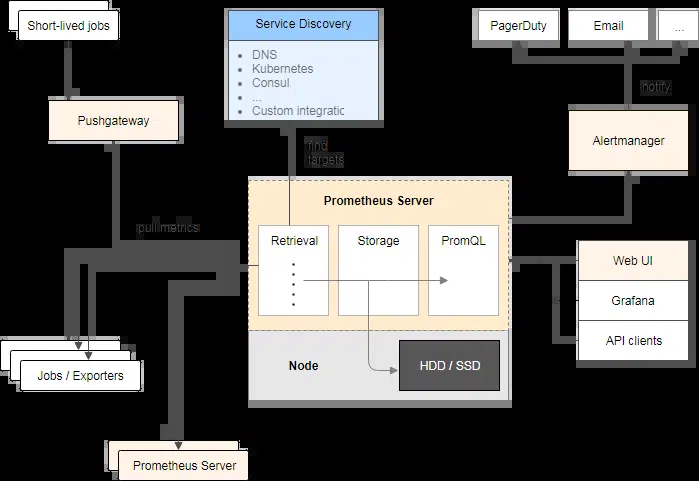 Short-lived jobs
Service Discovery
DNS
Kubernetes
Consul
...
Custom integratic
PagerDuty
Email
...
notify
Pushgateway
Alertmanager
find
targets
Prometheus Server
pull metrics
Retrieval
Storage
PromQL
Web UI
Grafana
API clients
Node
HDD / SSD
Jobs / Exporters
Prometheus Server